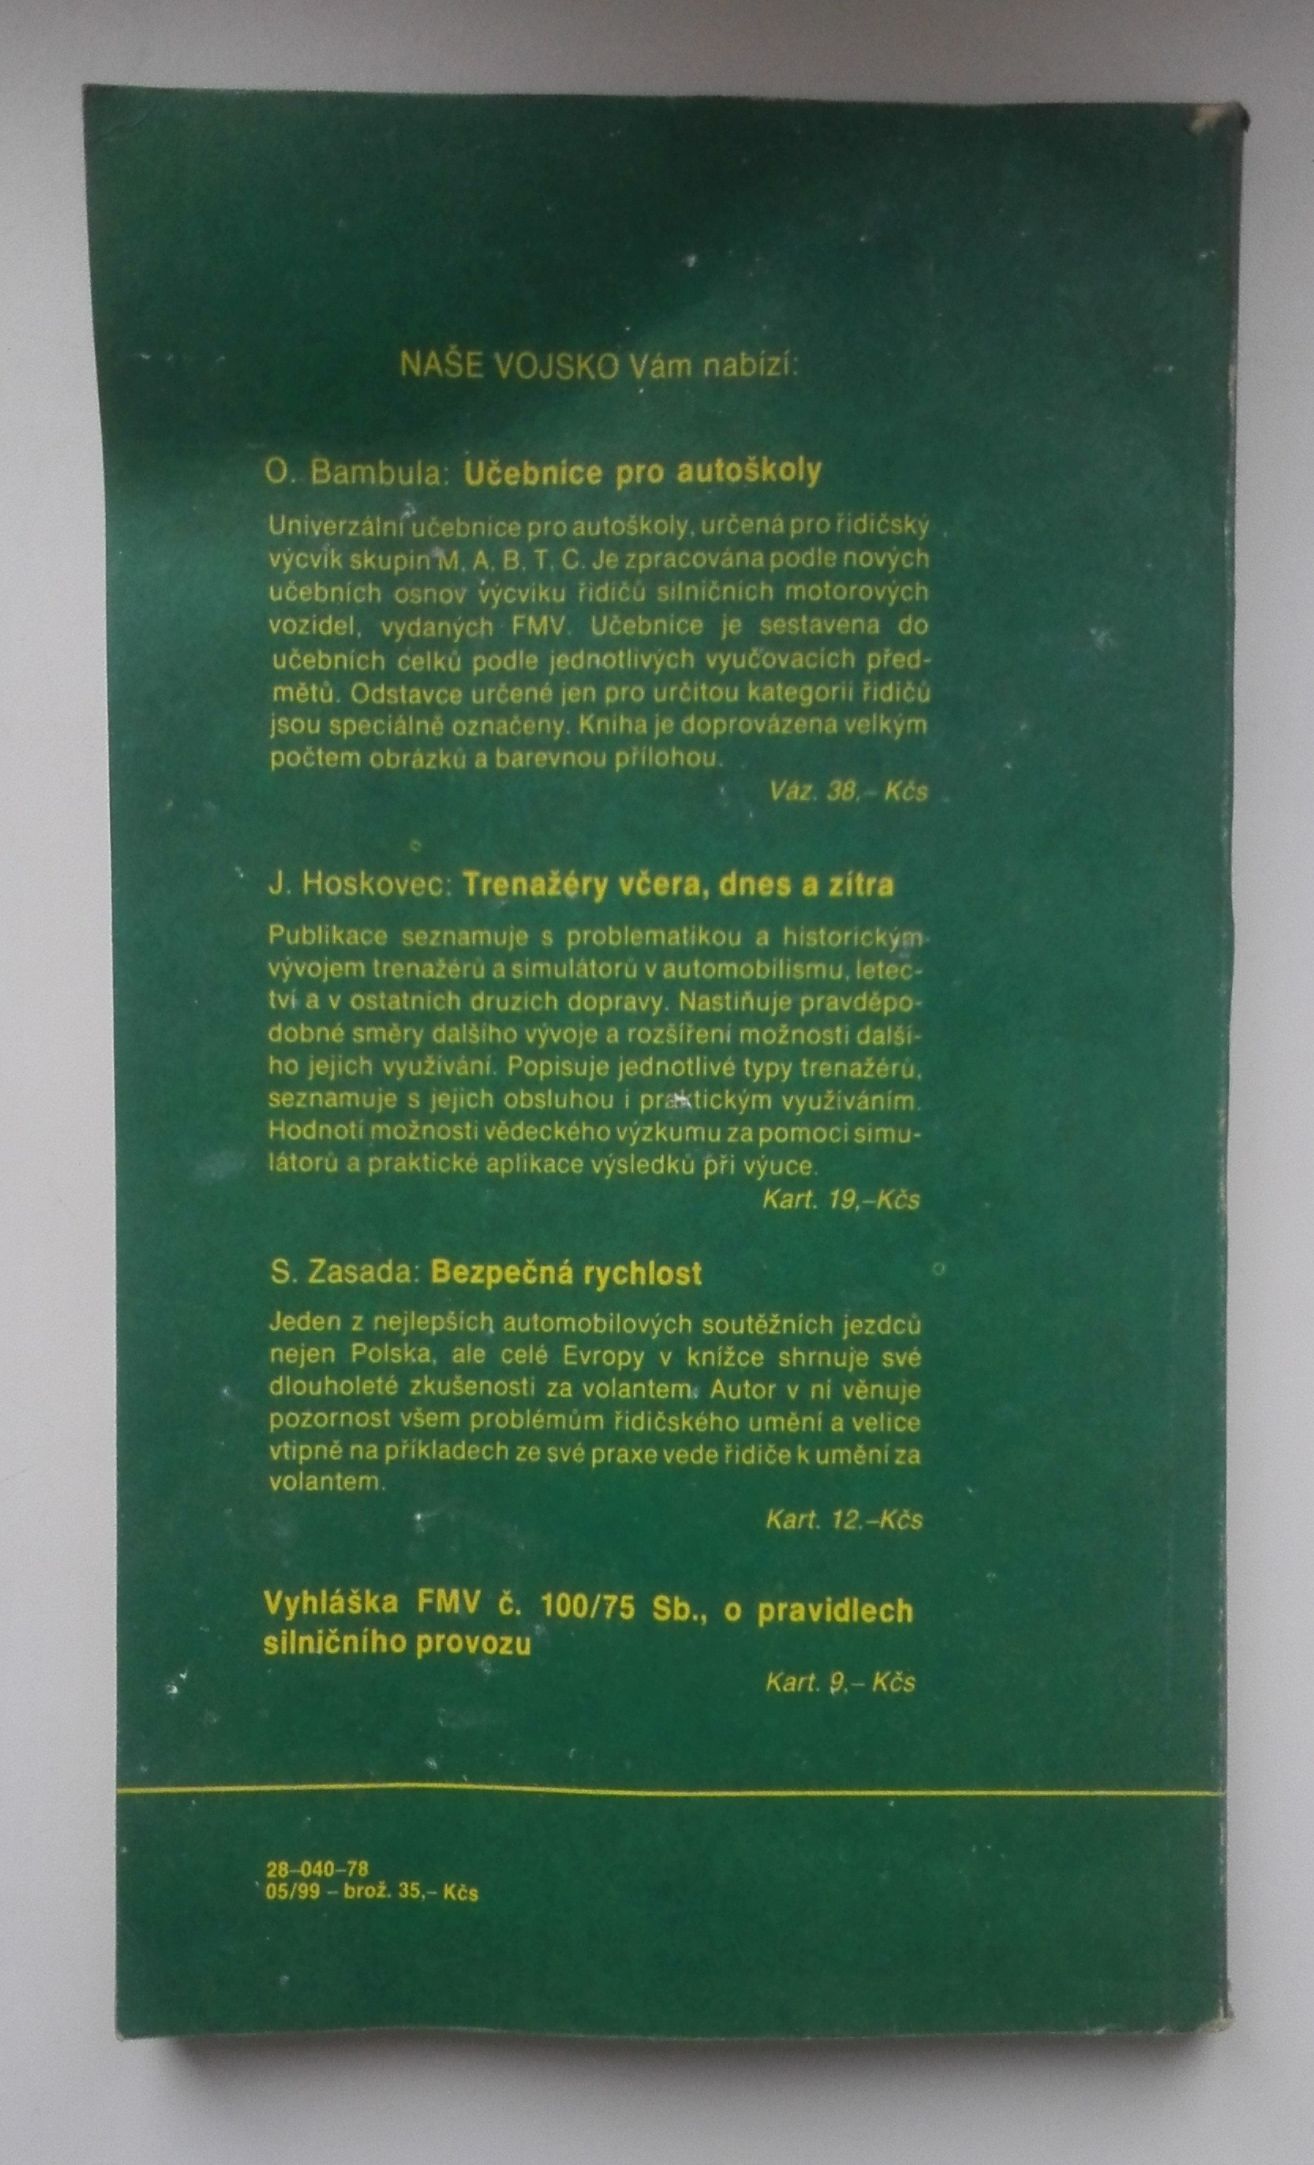 NAŠE VOJSKO Vám nabízí:
O. Bambula: Učebnice pro autoškoly
Univerzální učebnice pro autoškoly, určená pro řidičský
výcvik skupin M, A, B, T, C. Je zpracována podle nových
učebních osnov výcviku řidičů silničních motorových
vozidel, vydaných FMV. Učebnice je sestavena do
učebních celků podle jednotlivých vyučovacích před-
mětů. Odstavce určené jen pro určitou kategorii řidičů
jsou speciálně označeny. Kniha je doprovázena velkým
počtem obrázků a barevnou přílohou.
Váz. 38,– Kčs
J. Hoskovec: Trenažéry včera, dnes a zítra
Publikace seznamuje s problematikou a historickým
vývojem trenažérů a simulátorů v automobilismu, letec-
tví a v ostatních druzích dopravy. Nastiňuje pravděpo-
dobné směry dalšího vývoje a rozšíření možností další-
ho jejich využívání. Popisuje jednotlivé typy trenažérů,
seznamuje s jejich obsluhou i praktickým využíváním.
Hodnotí možnosti vědeckého výzkumu za pomoci simu-
látorů a praktické aplikace výsledků při výuce.
Kart. 19,–Kčs
S. Zasada: Bezpečná rychlost
Jeden z nejlepších automobilových soutěžních jezdců
nejen Polska, ale celé Evropy v knížce shrnuje své
dlouholeté zkušenosti za volantem. Autor v ní věnuje
pozornost všem problémům řidičského umění a velice
vtipně na příkladech ze své praxe vede řidiče k umění za
volantem.
Kart. 12.–Kčs
Vyhláška FMV č. 100/75 Sb., o pravidlech
silničního provozu
Kart. 9,– Kčs
28–040–78
05/99 – brož. 35,– Kčs